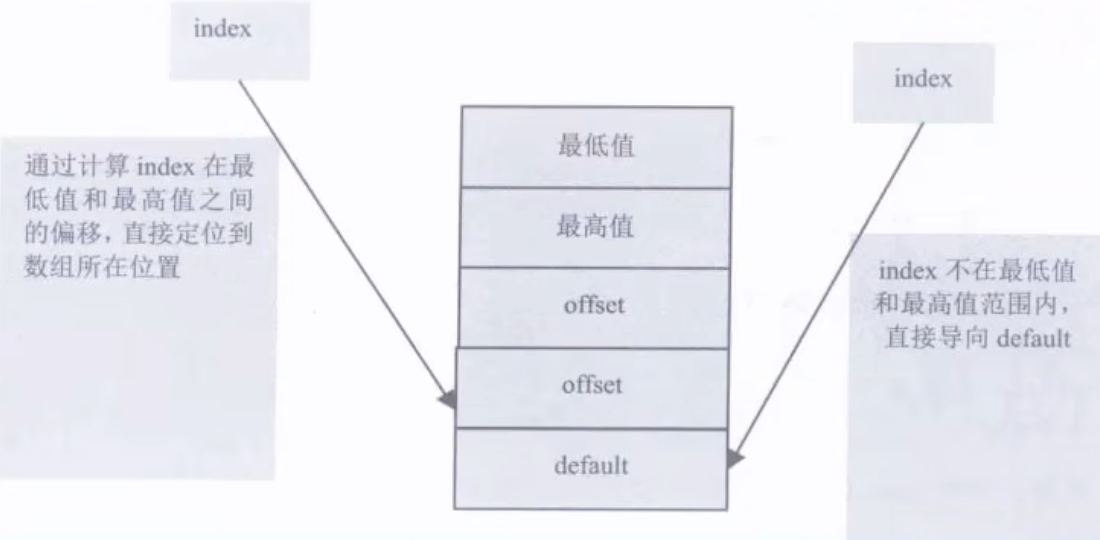 index
通过计算 index 在最
低值和最高值之间
的偏移，直接定位到
数组所在位置
最低值
最高值
offset
offset
default
index
index 不在最低值
和最高值范围内，
直接导向 default